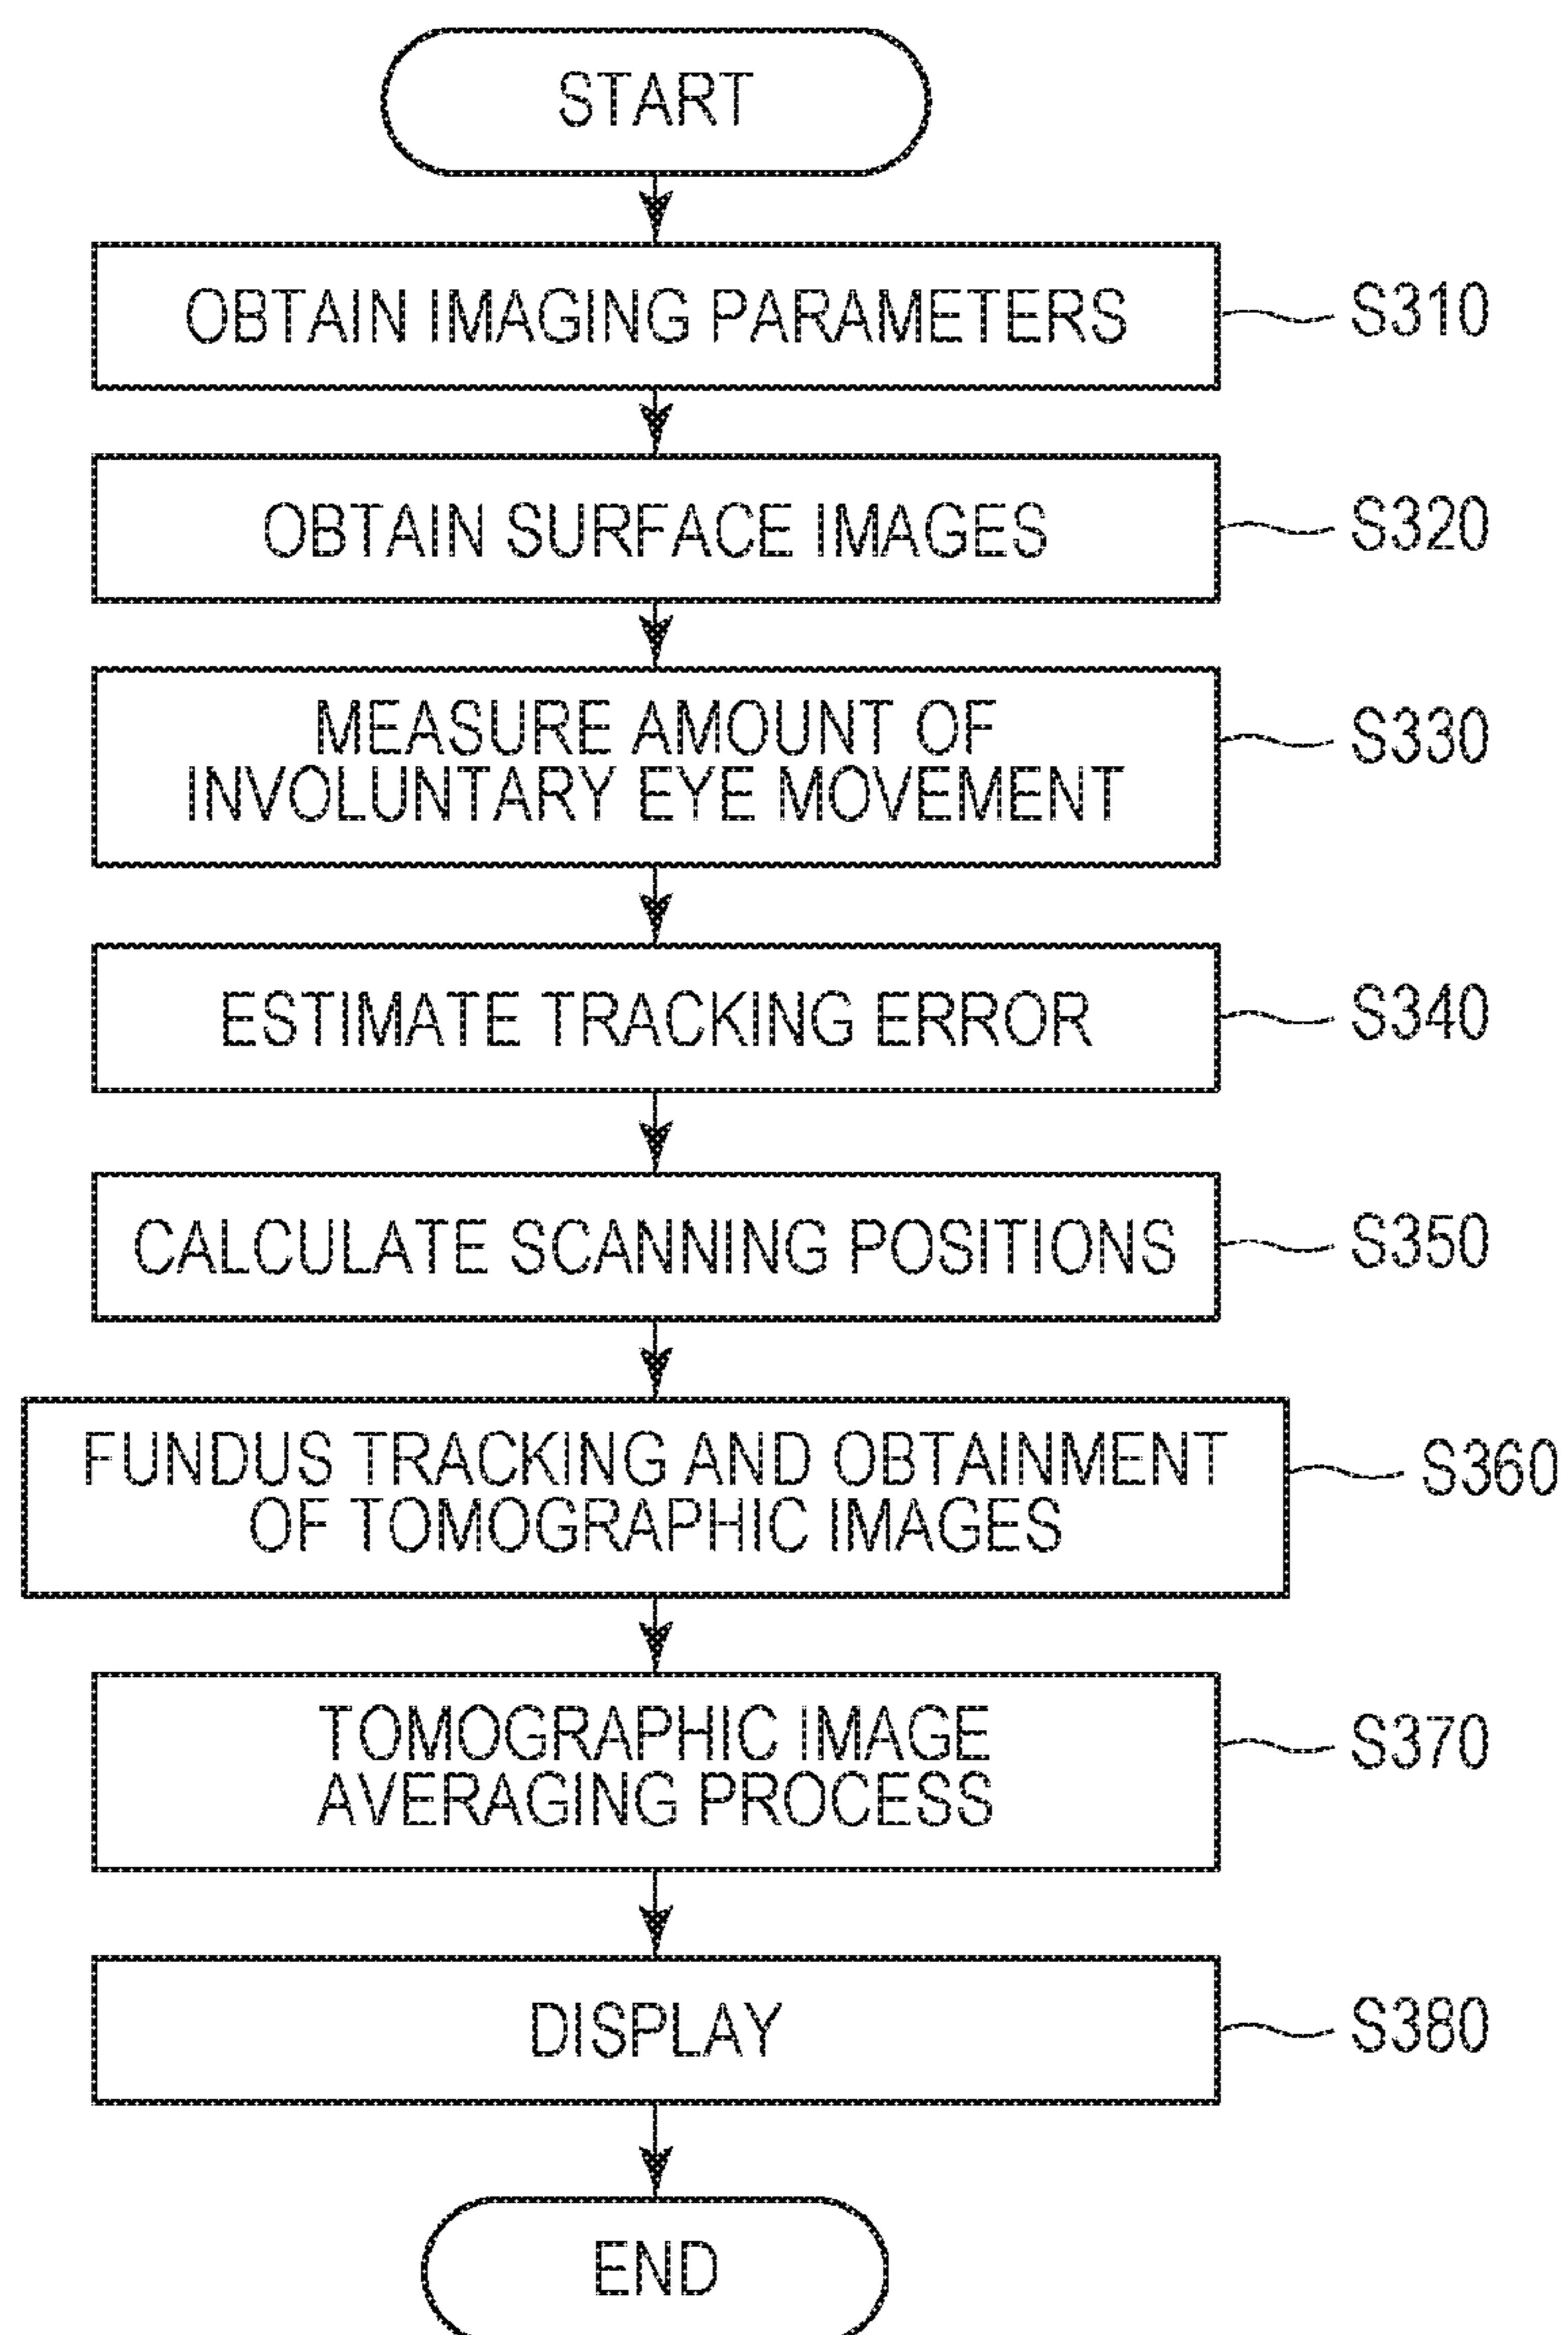 START
OBTAIN IMAGING PARAMETERS
S310
OBTAIN SURFACE IMAGES
S320
MEASURE AMOUNT OF
INVOLUNTARY EYE MOVEMENT
S330
ESTIMATE TRACKING ERROR
S340
CALCULATE SCANNING POSITIONS
S350
FUNDUS TRACKING AND OBTAINMENT
OF TOMOGRAPHIC IMAGES
S360
TOMOGRAPHIC IMAGE
AVERAGING PROCESS
S370
DISPLAY
S380
END